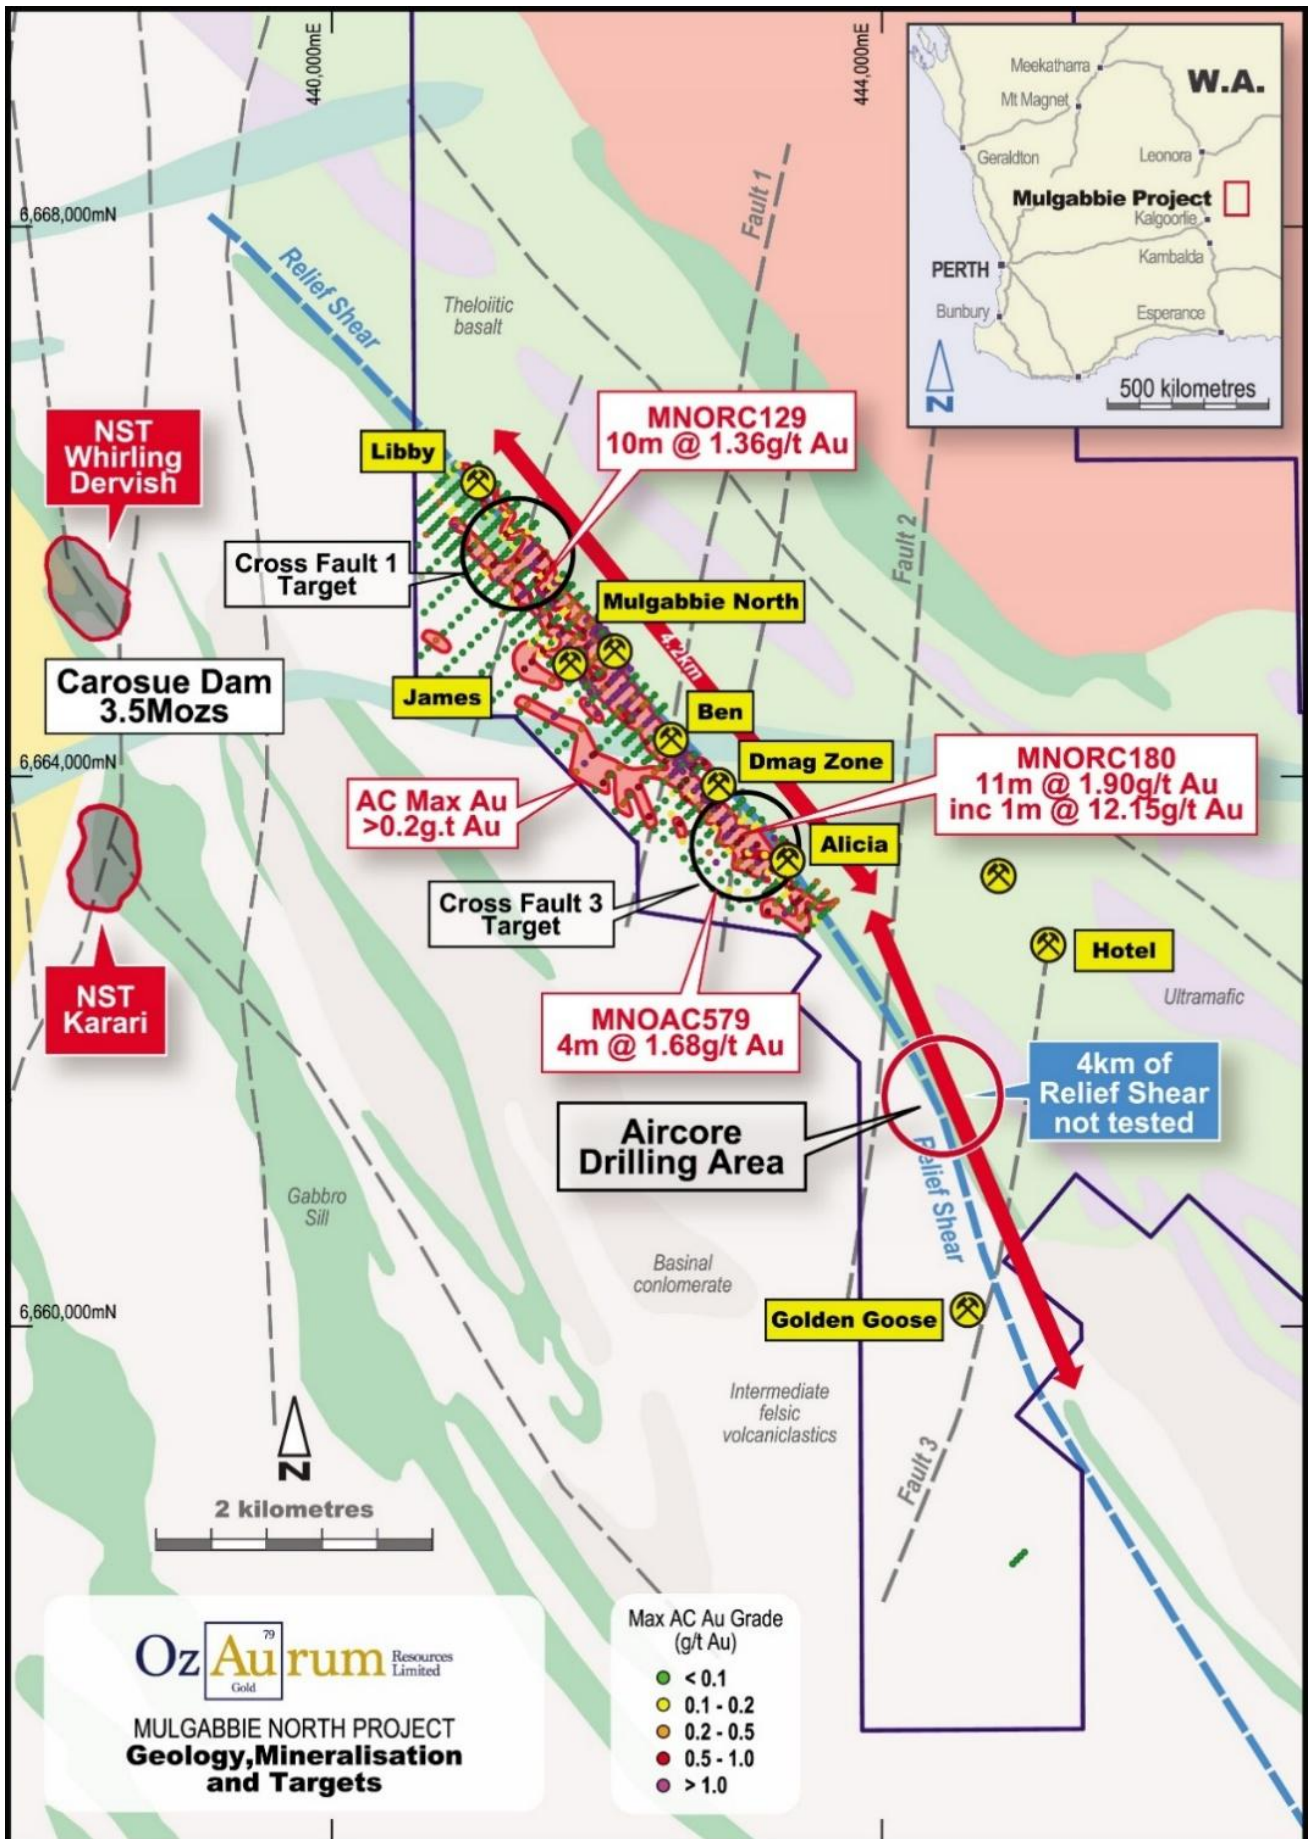 440,000mE
444,000mE
Meekatharra
W.A.
Mt Magnet
Geraldton
Leonora
Mulgabbie Project
Kalgoorlie
PERTH
Kambalda
Bunbury
Esperance
N
500 kilometres
Fault 1
6,668,000mN
Relief Shear
Theloiitic
basalt
NST
Whirling
Dervish
Libby
MNORC129
10m @ 1.36g/t Au
Fault 2
Cross Fault 1
Target
Mulgabbie North
4.2km
Carosue Dam
3.5Mozs
James
Ben
Dmag Zone
6,664,000mN
MNORC180
11m @ 1.90g/t Au
inc 1m @ 12.15g/t Au
AC Max Au
>0.2g.t Au
Alicia
Cross Fault 3
Target
Hotel
NST
Karari
Ultramafic
MNOAC579
4m @ 1.68g/t Au
4km of
Relief Shear
not tested
Aircore
Drilling Area
Relief Shear
Gabbro
Sill
Basinal
conlomerate
6,660,000mN
Golden Goose
Intermediate
felsic
volcaniclastics
Fault 3
N
2 kilometres
79
Oz Au rum Resources
Limited
Gold
MULGABBIE NORTH PROJECT
Geology,Mineralisation
and Targets
Max AC Au Grade
(g/t Au)
< 0.1
0.1 - 0.2
0.2 - 0.5
0.5 - 1.0
> 1.0